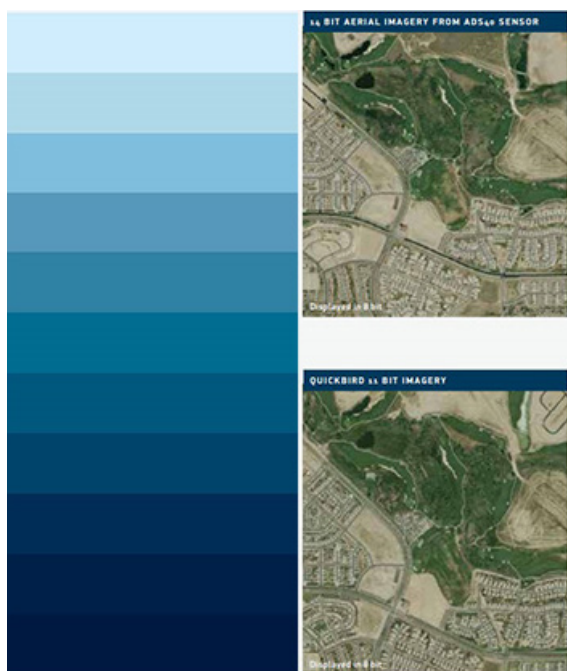 14 BIT AERIAL IMAGERY FROM ADS40 SENSOR
Displayed in 8 bit
QUICKBIRD 11 BIT IMAGERY
Displayed in 8 bit